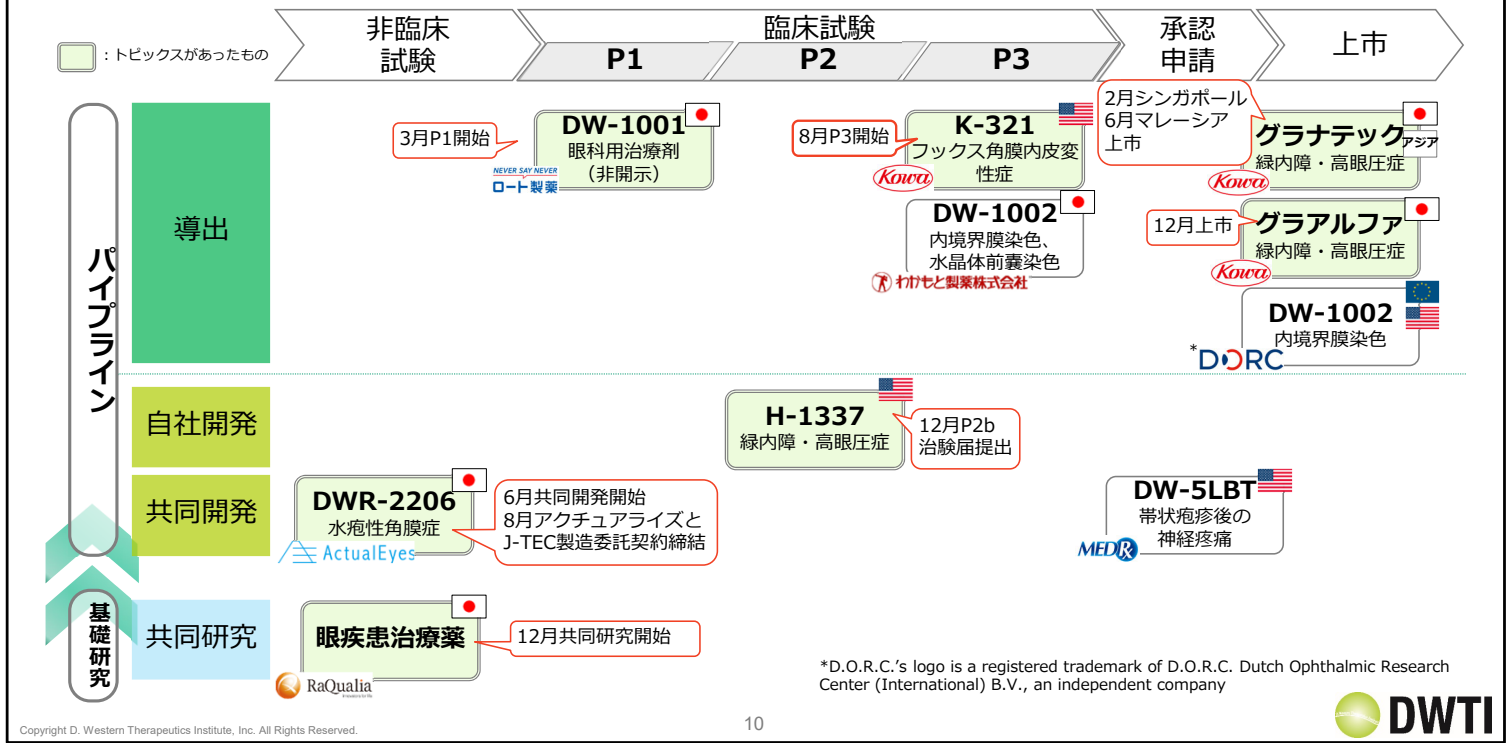 ：トピックスがあったもの
非臨床
試験
臨床試験
P1
P2
P3
承認
申請
上市
パイプライン
導出
3月P1開始
NEVER SAY NEVER
ロート製薬
DW-1001
眼科用治療剤
（非開示）
8月P3開始
Kowa
K-321
フックス角膜内皮変
性症
DW-1002
内境界膜染色、
水晶体前囊染色
わかもと製薬株式会社
2月シンガポール
6月マレーシア
上市
グラナテック
アジア
緑内障・高眼圧症
Kowa
12月上市
グラアルファ
緑内障・高眼圧症
Kowa
DW-1002
内境界膜染色
*DORC
自社開発
H-1337
緑内障・高眼圧症
12月P2b
治験届提出
共同開発
DWR-2206
水疱性角膜症
ActualEyes
6月共同開発開始
8月アクチュアライズと
J-TEC製造委託契約締結
DW-5LBT
帯状疱疹後の
神経疼痛
MEDRx
基礎研究
共同研究
眼疾患治療薬
RaQualia
12月共同研究開始
*D.O.R.C.'s logo is a registered trademark of D.O.R.C. Dutch Ophthalmic Research
Center (International) B.V., an independent company
Copyright D. Western Therapeutics Institute, Inc. All Rights Reserved.
10
DWTI